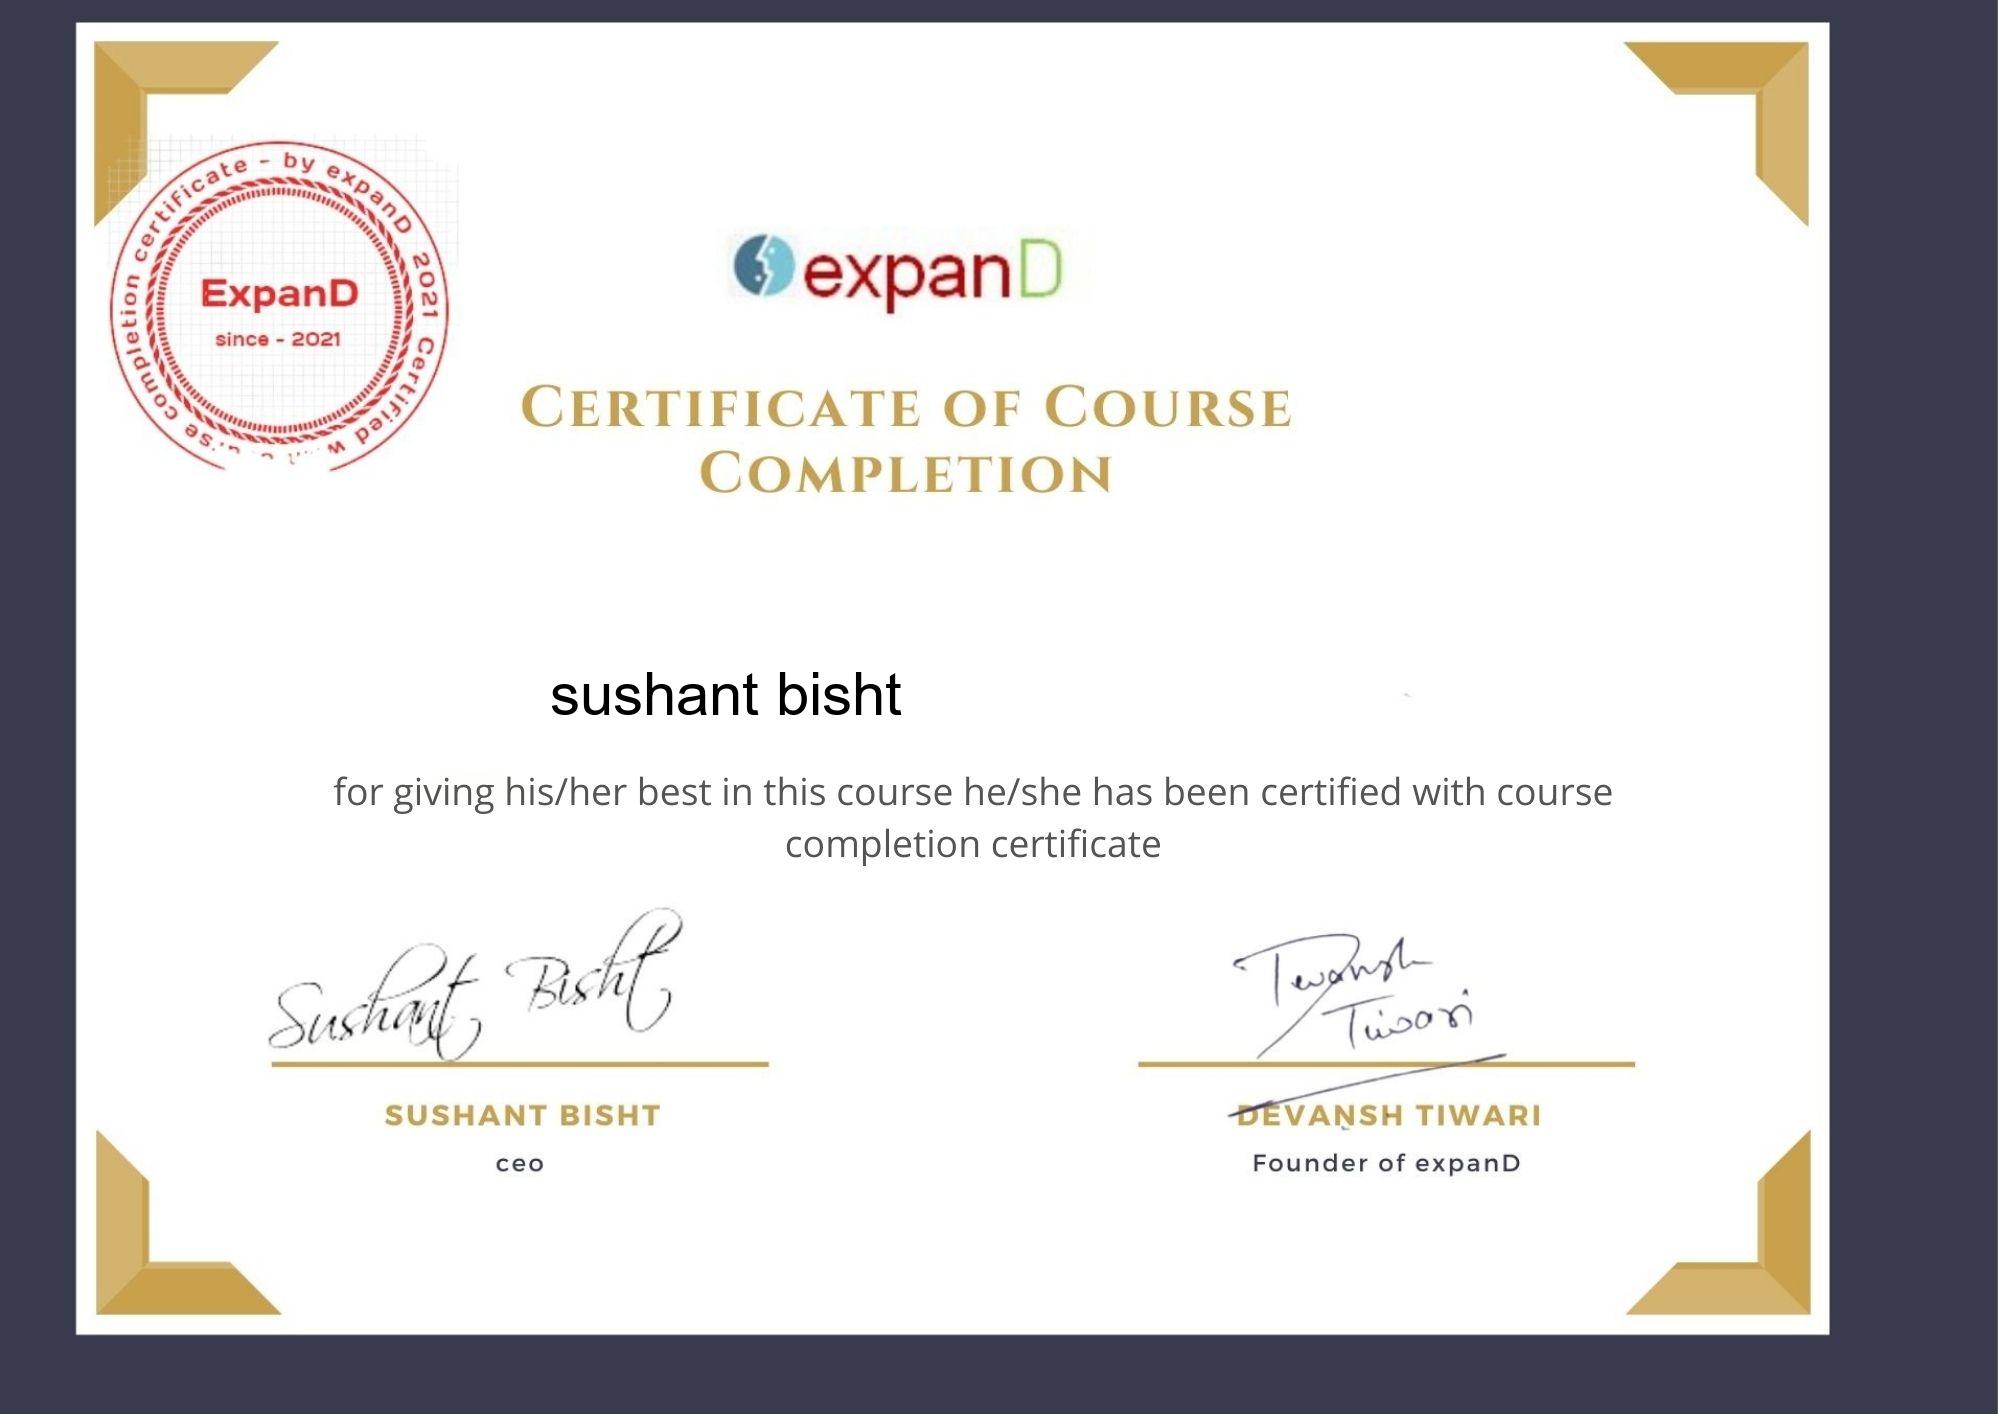 completion certificate - by expanD 2021 Certified
ExpanD
since - 2021
expanD
CERTIFICATE OF COURSE
COMPLETION
sushant bisht
for giving his/her best in this course he/she has been certified with course
completion certificate
Sushant Bisht
Tiwari
SUSHANT BISHT
DEVANSH TIWARI
ceo
Founder of expanD